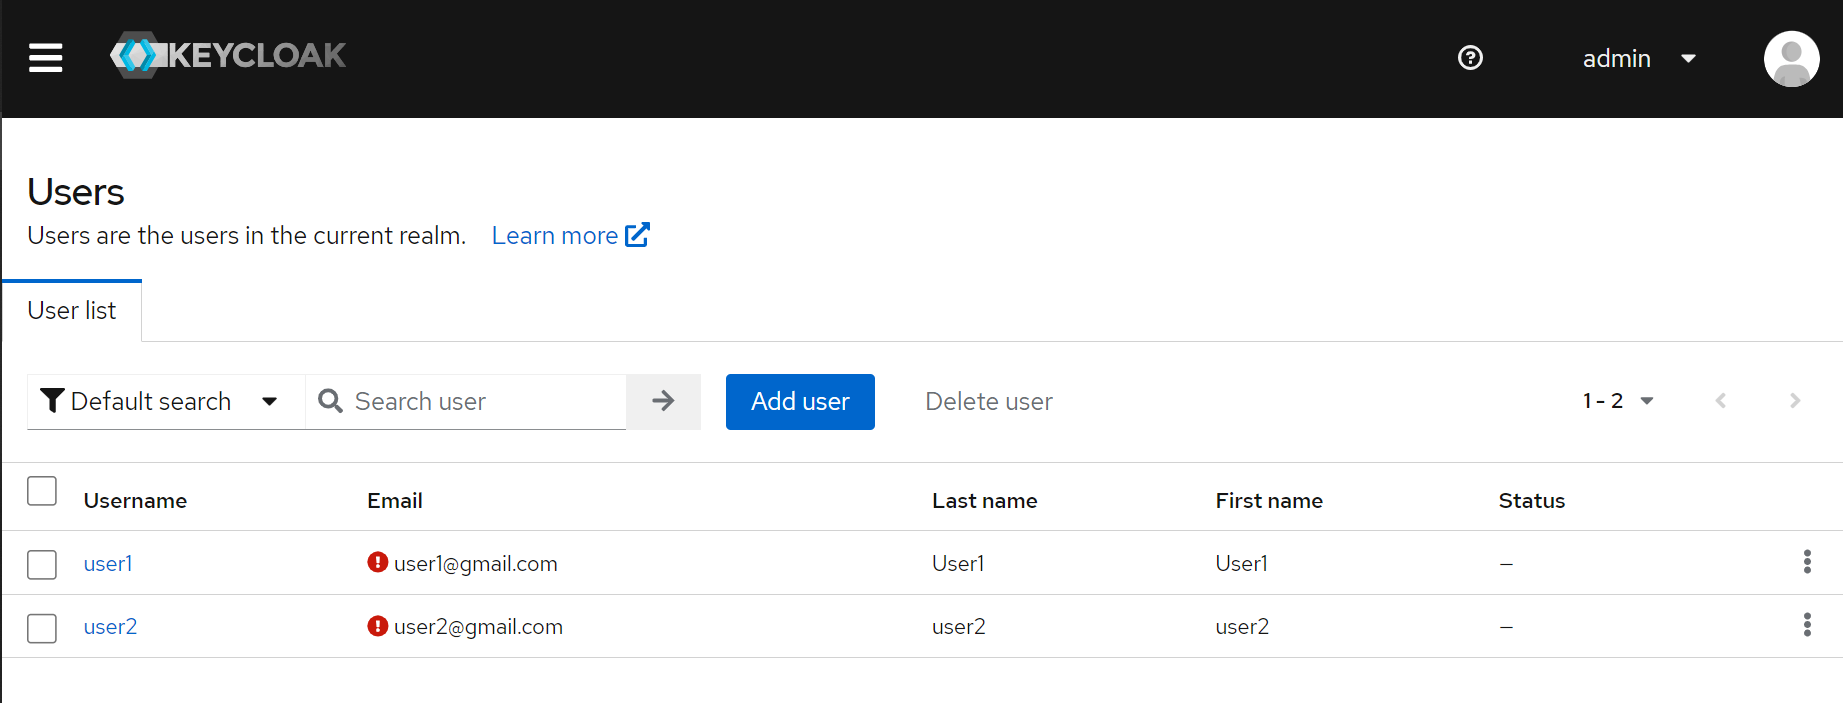 KEYCLOAK
admin
Users
Users are the users in the current realm. Learn more
User list
Default search Search user Add user Delete user 1 - 2
Username Email Last name First name Status
user1 user1@gmail.com User1 User1 –
user2 user2@gmail.com user2 user2 –